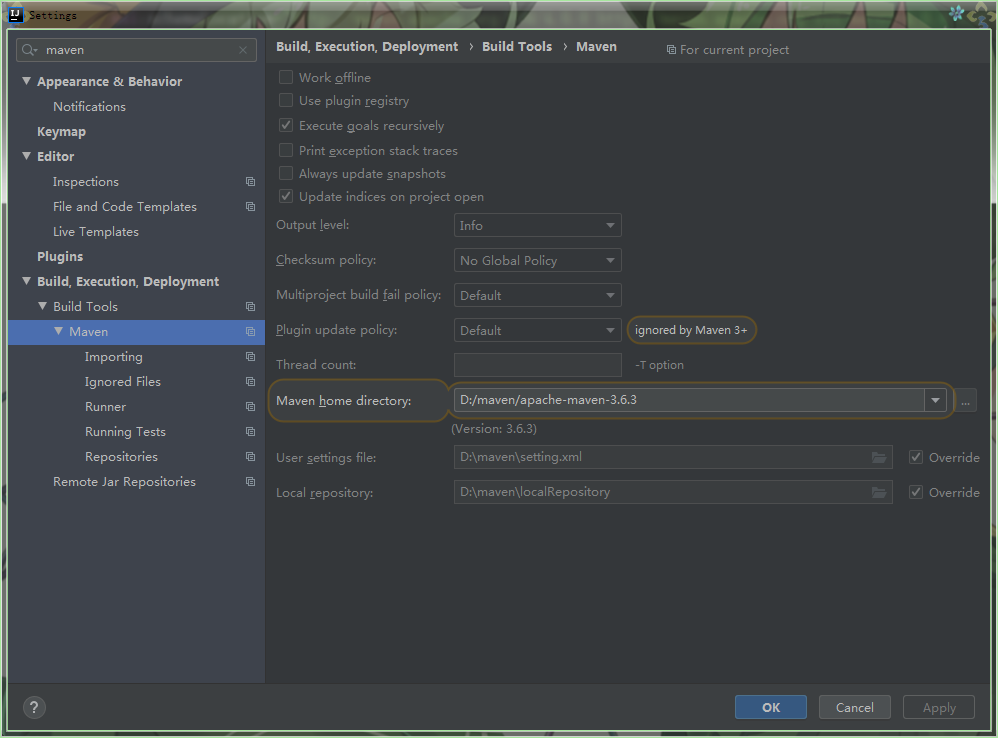 IJ Settings
maven
Build, Execution, Deployment › Build Tools › Maven For current project
Appearance & Behavior
Notifications
Keymap
Editor
Inspections
File and Code Templates
Live Templates
Plugins
Build, Execution, Deployment
Build Tools
Maven
Importing
Ignored Files
Runner
Running Tests
Repositories
Remote Jar Repositories
Work offline
Use plugin registry
Execute goals recursively
Print exception stack traces
Always update snapshots
Update indices on project open
Output level: Info
Checksum policy: No Global Policy
Multiproject build fail policy: Default
Plugin update policy: Default ignored by Maven 3+
Thread count: -T option
Maven home directory: D:/maven/apache-maven-3.6.3 ...
(Version: 3.6.3)
User settings file: D:\maven\setting.xml Override
Local repository: D:\maven\localRepository Override
? OK Cancel Apply